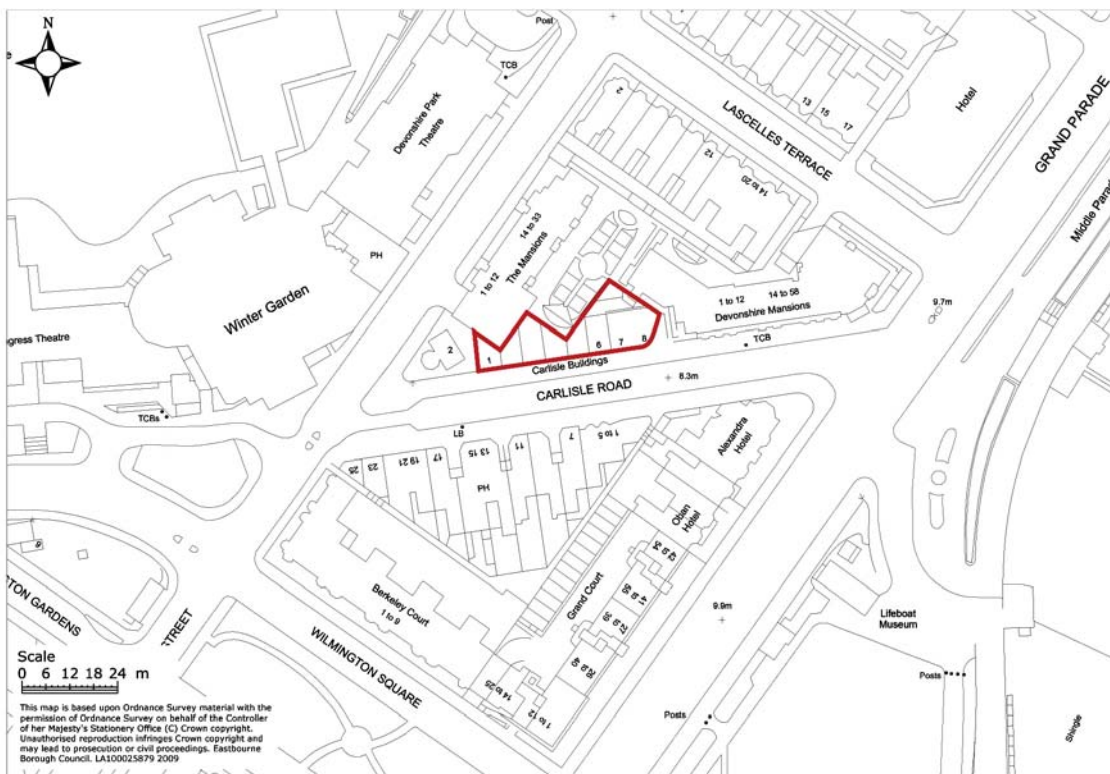 N
Post
TCB
Devonshire Park
Theatre
2
12
14 to 20
LASCELLES TERRACE
13
15
17
Hotel
GRAND PARADE
Middle Parade
PH
Winter Garden
ngress Theatre
TCBs
14 to 33
The Mansions
1 to 12
2
1
6
7
8
Carlisle Buildings
1 to 12
14 to 58
Devonshire Mansions
9.7m
TCB
CARLISLE ROAD
8.3m
LB
25
23
19 21
17
13 15
PH
11
7
1 to 5
Alexandra
Hotel
Oban
Hotel
Grand Court
Berkeley Court
1 to 9
9.9m
Lifeboat
Museum
Posts
Posts
Shingle
14 to 25
1 to 12
WILMINGTON SQUARE
TON GARDENS
STREET
Scale
0 6 12 18 24 m
This map is based upon Ordnance Survey material with the
permission of Ordnance Survey on behalf of the Controller
of her Majesty's Stationery Office (C) Crown copyright.
Unauthorised reproduction infringes Crown copyright and
may lead to prosecution or civil proceedings. Eastbourne
Borough Council. LA100025879 2009